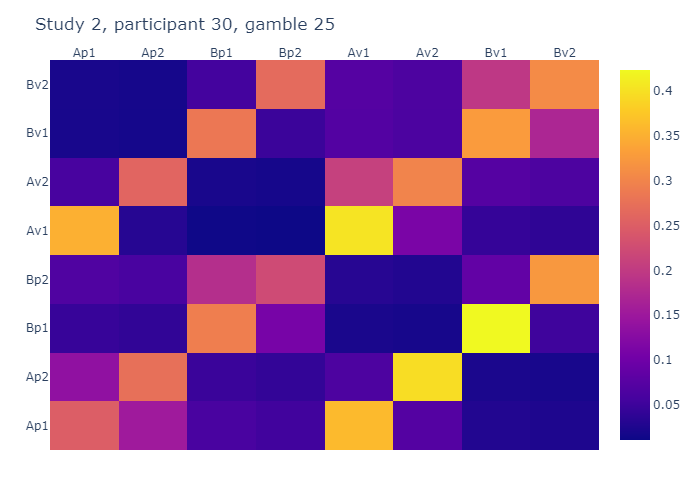 Study 2, participant 30, gamble 25
Ap1 Ap2 Bp1 Bp2 Av1 Av2 Bv1 Bv2
Bv2
Bv1
Av2
Av1
Bp2
Bp1
Ap2
Ap1
0.4
0.35
0.3
0.25
0.2
0.15
0.1
0.05